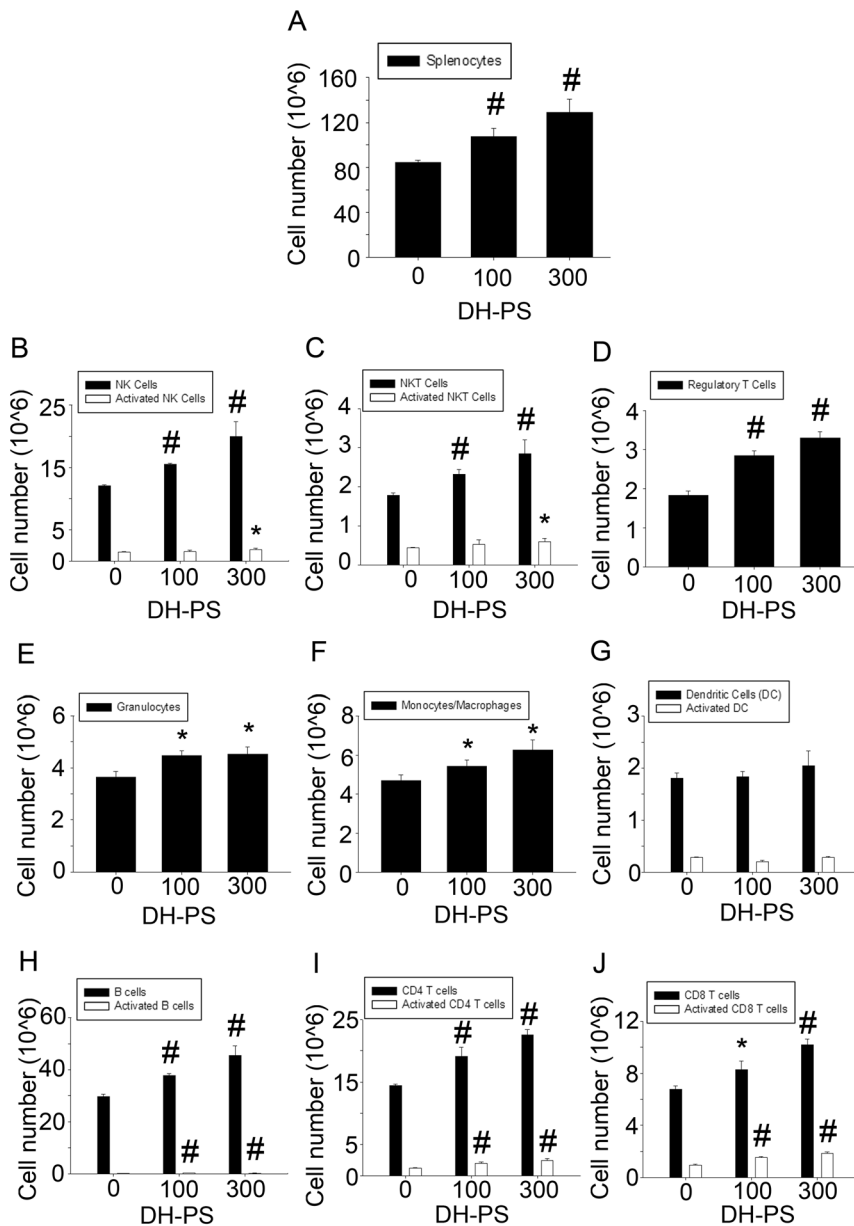 A
Splenocytes
Cell number (10^6)
160
120
80
40
0
#
#
0 100 300
DH-PS
B
NK Cells
Activated NK Cells
Cell number (10^6)
25
15
5
0
#
#
*
0 100 300
DH-PS
C
NKT Cells
Activated NKT Cells
Cell number (10^6)
4
3
2
1
0
#
#
*
0 100 300
DH-PS
D
Regulatory T Cells
Cell number (10^6)
4
3
2
1
0
#
#
0 100 300
DH-PS
E
Granulocytes
Cell number (10^6)
6
4
2
0
*
*
0 100 300
DH-PS
F
Monocytes/Macrophages
Cell number (10^6)
8
6
4
2
0
*
*
0 100 300
DH-PS
G
Dendritic Cells (DC)
Activated DC
Cell number (10^6)
3
2
1
0
0 100 300
DH-PS
H
B cells
Activated B cells
Cell number (10^6)
60
40
20
0
#
#
#
#
0 100 300
DH-PS
I
CD4 T cells
Activated CD4 T cells
Cell number (10^6)
25
15
5
0
#
#
#
#
0 100 300
DH-PS
J
CD8 T cells
Activated CD8 T cells
Cell number (10^6)
12
8
4
2
0
*
#
#
#
0 100 300
DH-PS